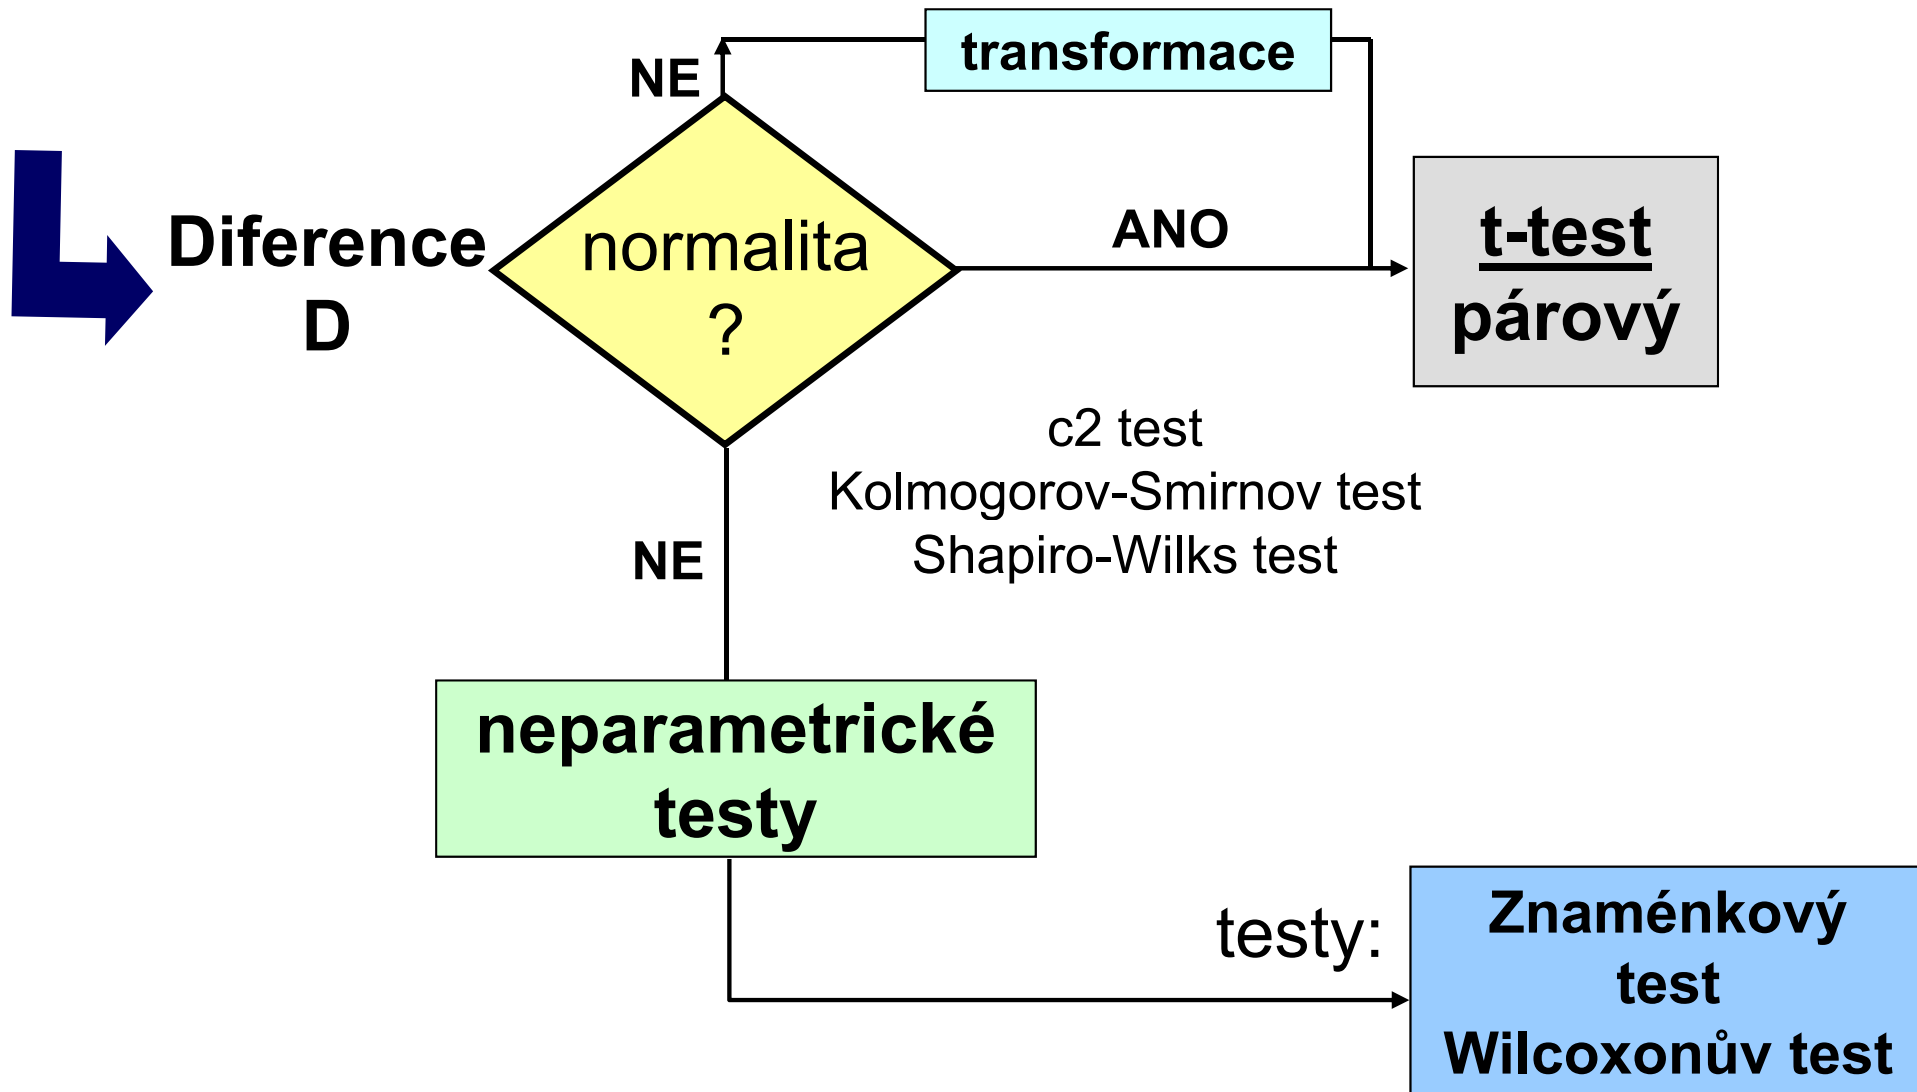 transformace
NE
Diference
D
normalita
?
ANO
t-test
párový
c2 test
Kolmogorov-Smirnov test
Shapiro-Wilks test
NE
neparametrické
testy
testy:
Znaménkový
test
Wilcoxonův test